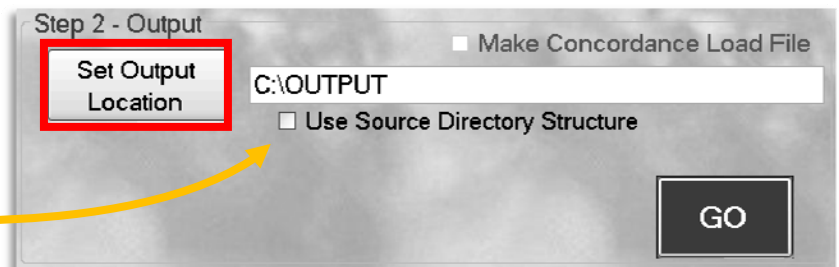 Step 2 - Output
Make Concordance Load File
Set Output
Location
C:\OUTPUT
Use Source Directory Structure
GO